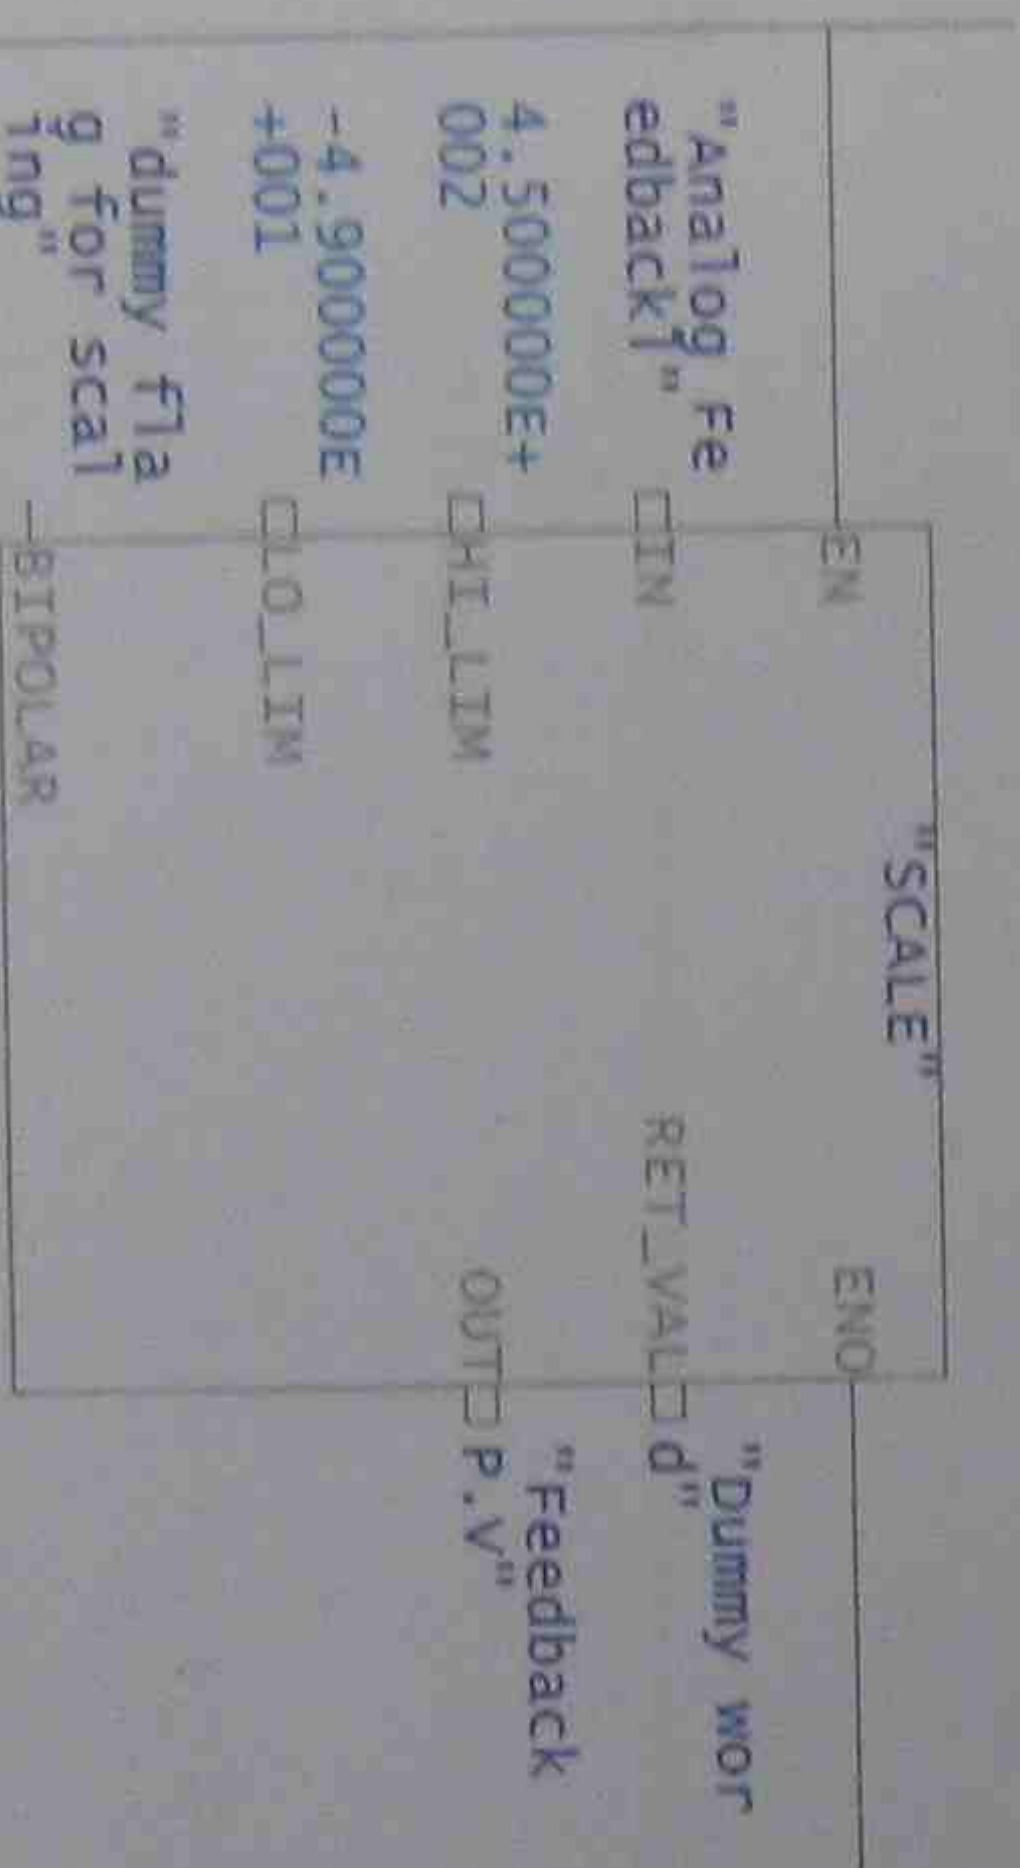 "SCALE"
EN
ENO
"Analog Fe
edback1"
IN
RET_VAL
"Dummy wor
d"
4.500000E+
002
HI_LIM
OUT
"Feedback
P.V"
-4.900000E
+001
LO_LIM
"dummy fla
g for scal
ing"
BIPOLAR